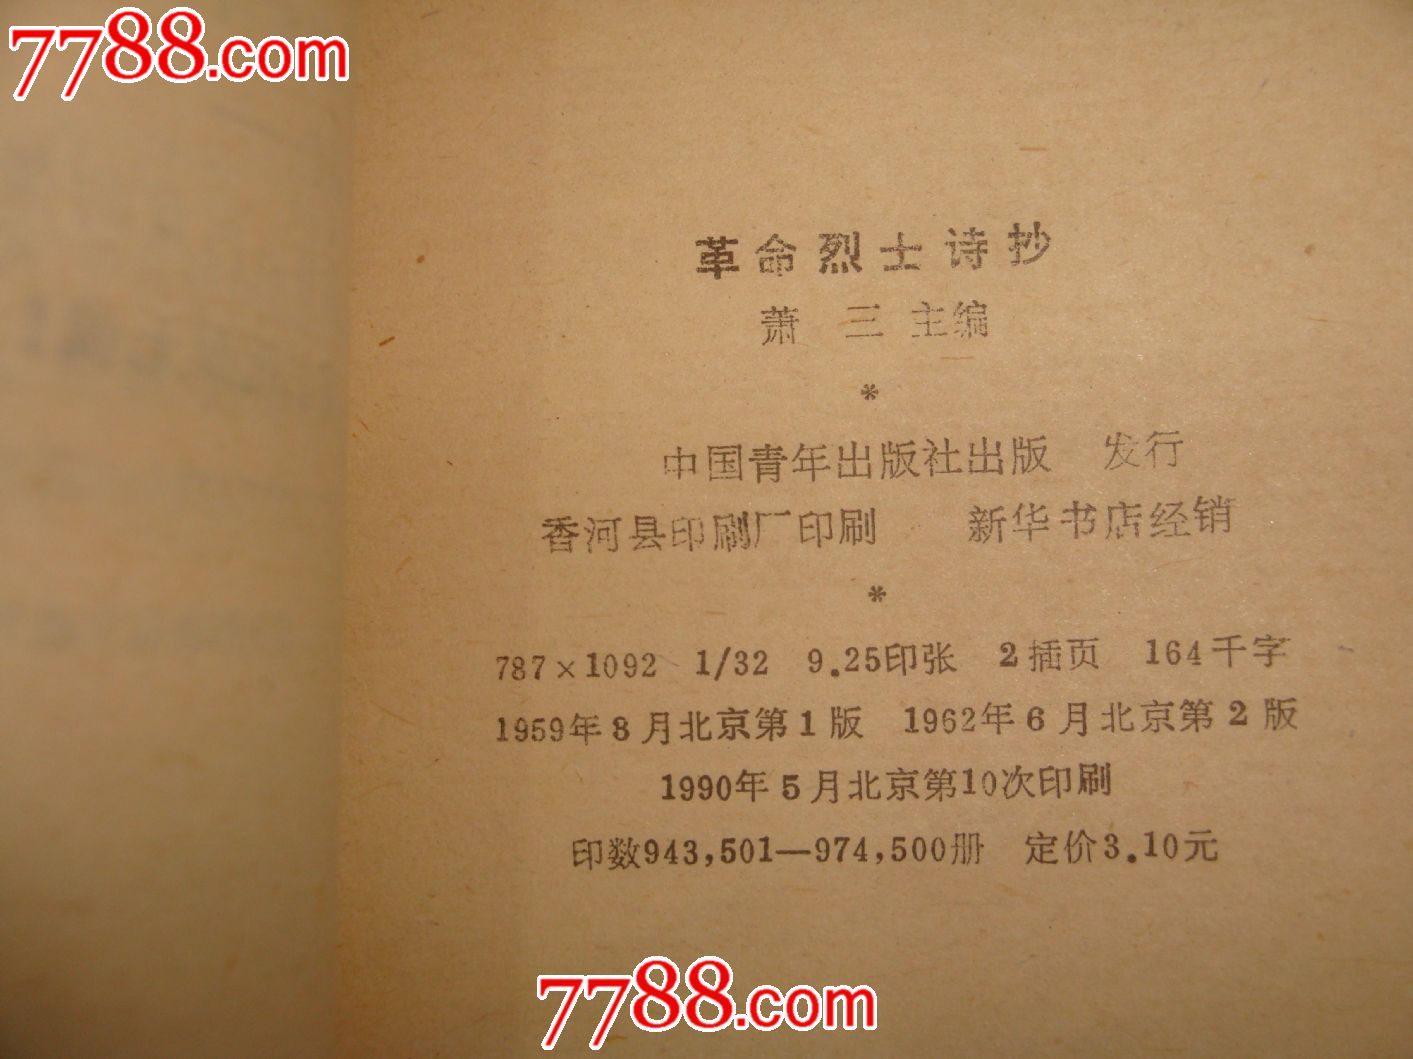 7788.com
革命烈士诗抄
萧 三 主编
*
中国青年出版社出版 发行
香河县印刷厂印刷 新华书店经销
*
787×1092 1/32 9.25印张 2插页 164千字
1959年8月北京第1版 1962年6月北京第2版
1990年5月北京第10次印刷
印数943,501—974,500册 定价3.10元
7788.com